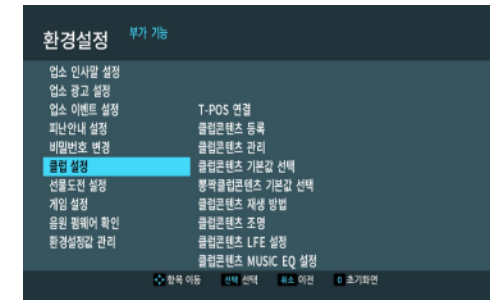 환경설정 부가 기능
업소 인사말 설정
업소 광고 설정
업소 이벤트 설정
피난안내 설정
비밀번호 변경
클럽 설정
선물도전 설정
게임 설정
음원 펌웨어 확인
환경설정값 관리
T-POS 연결
클럽콘텐츠 등록
클럽콘텐츠 관리
클럽콘텐츠 기본값 선택
뽕짝클럽콘텐츠 기본값 선택
클럽콘텐츠 재생 방법
클럽콘텐츠 조명
클럽콘텐츠 LFE 설정
클럽콘텐츠 MUSIC EQ 설정
항목 이동 선택 선택 취소 이전 0 초기화면